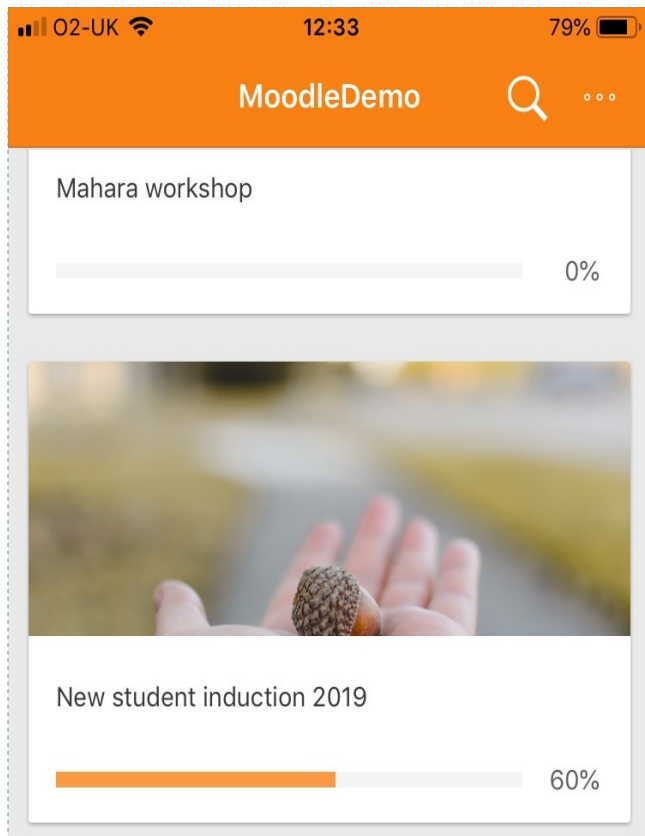 O2-UK 12:33 79%
MoodleDemo
Mahara workshop
0%
New student induction 2019
60%